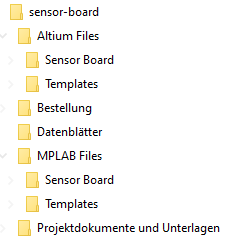 sensor-board
Altium Files
Sensor Board
Templates
Bestellung
Datenblätter
MPLAB Files
Sensor Board
Templates
Projektdokumente und Unterlagen